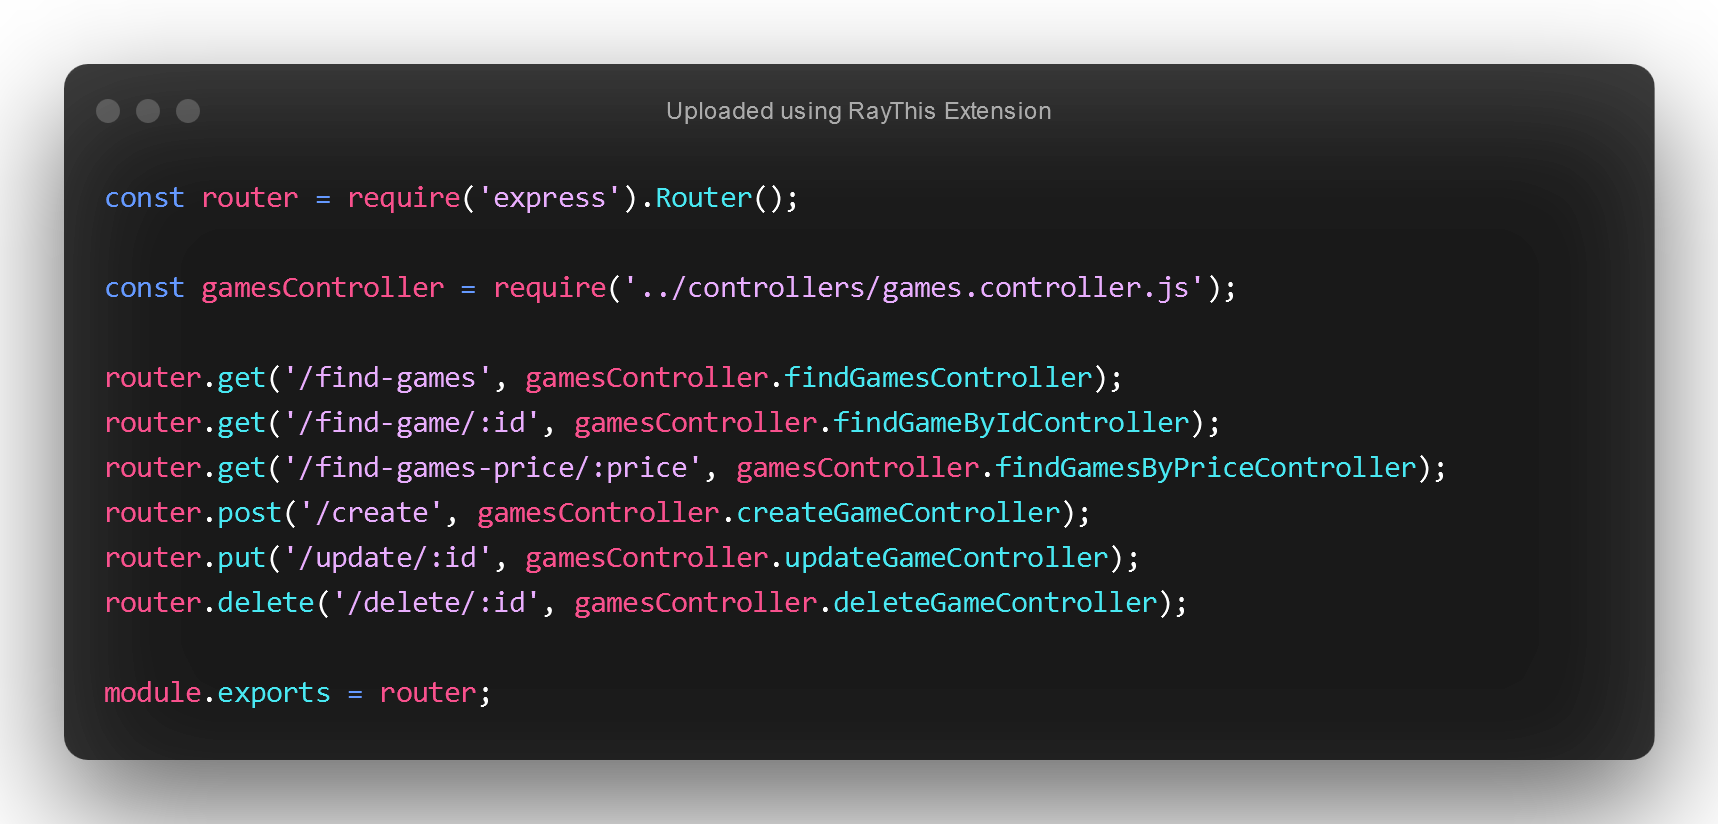 Uploaded using RayThis Extension
const router = require('express').Router();
const gamesController = require('../controllers/games.controller.js');
router.get('/find-games', gamesController.findGamesController);
router.get('/find-game/:id', gamesController.findGameByIdController);
router.get('/find-games-price/:price', gamesController.findGamesByPriceController);
router.post('/create', gamesController.createGameController);
router.put('/update/:id', gamesController.updateGameController);
router.delete('/delete/:id', gamesController.deleteGameController);
module.exports = router;